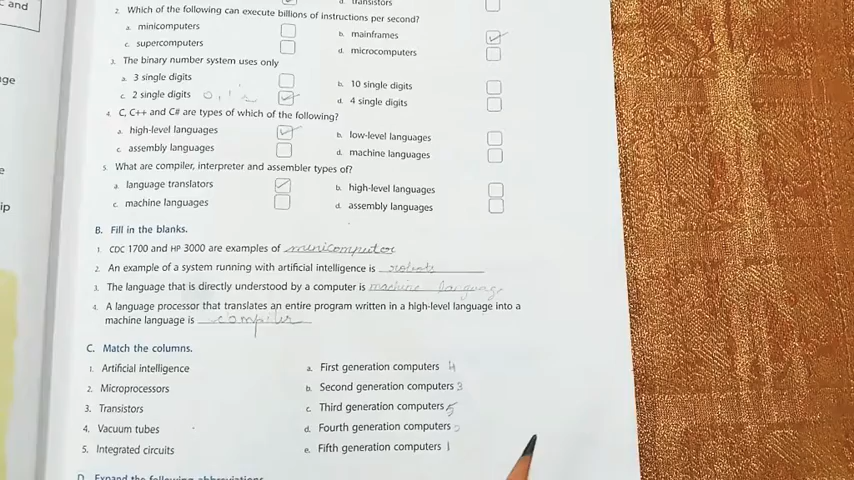 c and
transistors
2. Which of the following can execute billions of instructions per second?
a. minicomputers b. mainframes
c. supercomputers d. microcomputers
3. The binary number system uses only
a. 3 single digits b. 10 single digits
c. 2 single digits 0, 1 d. 4 single digits
4. C, C++ and C# are types of which of the following?
a. high-level languages b. low-level languages
c. assembly languages d. machine languages
5. What are compiler, interpreter and assembler types of?
a. language translators b. high-level languages
c. machine languages d. assembly languages
ip
B. Fill in the blanks.
1. CDC 1700 and HP 3000 are examples of minicomputor
2. An example of a system running with artificial intelligence is robots
3. The language that is directly understood by a computer is machine language
4. A language processor that translates an entire program written in a high-level language into a
machine language is compiler
C. Match the columns.
1. Artificial intelligence a. First generation computers 4
2. Microprocessors b. Second generation computers 3
3. Transistors c. Third generation computers 5
4. Vacuum tubes d. Fourth generation computers 2
5. Integrated circuits e. Fifth generation computers 1
D. Expand the following abbreviations